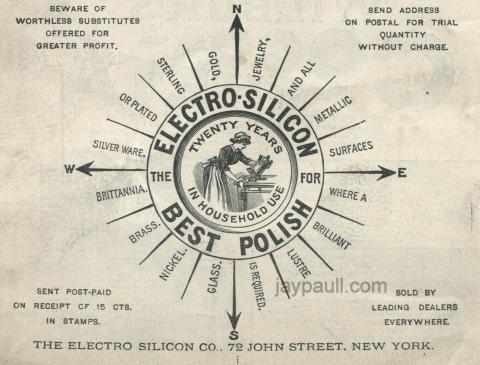 BEWARE OF
WORTHLESS SUBSTITUTES
OFFERED FOR
GREATER PROFIT.
N
SEND ADDRESS
ON POSTAL FOR TRIAL
QUANTITY
WITHOUT CHARGE.
ELECTRO-SILICON
THE
FOR
BEST POLISH
TWENTY YEARS
IN HOUSEHOLD USE
W
E
GOLD,
STERLING
OR PLATED
SILVER WARE.
BRITTANNIA.
BRASS.
NICKEL.
GLASS.
JEWELRY,
AND ALL
METALLIC
SURFACES
WHERE A
BRILLIANT
LUSTRE
IS REQUIRED.
jaypaull.com
SENT POST-PAID
ON RECEIPT OF 15 CTS.
IN STAMPS.
S
SOLD BY
LEADING DEALERS
EVERYWHERE.
THE ELECTRO SILICON CO., 72 JOHN STREET, NEW YORK.